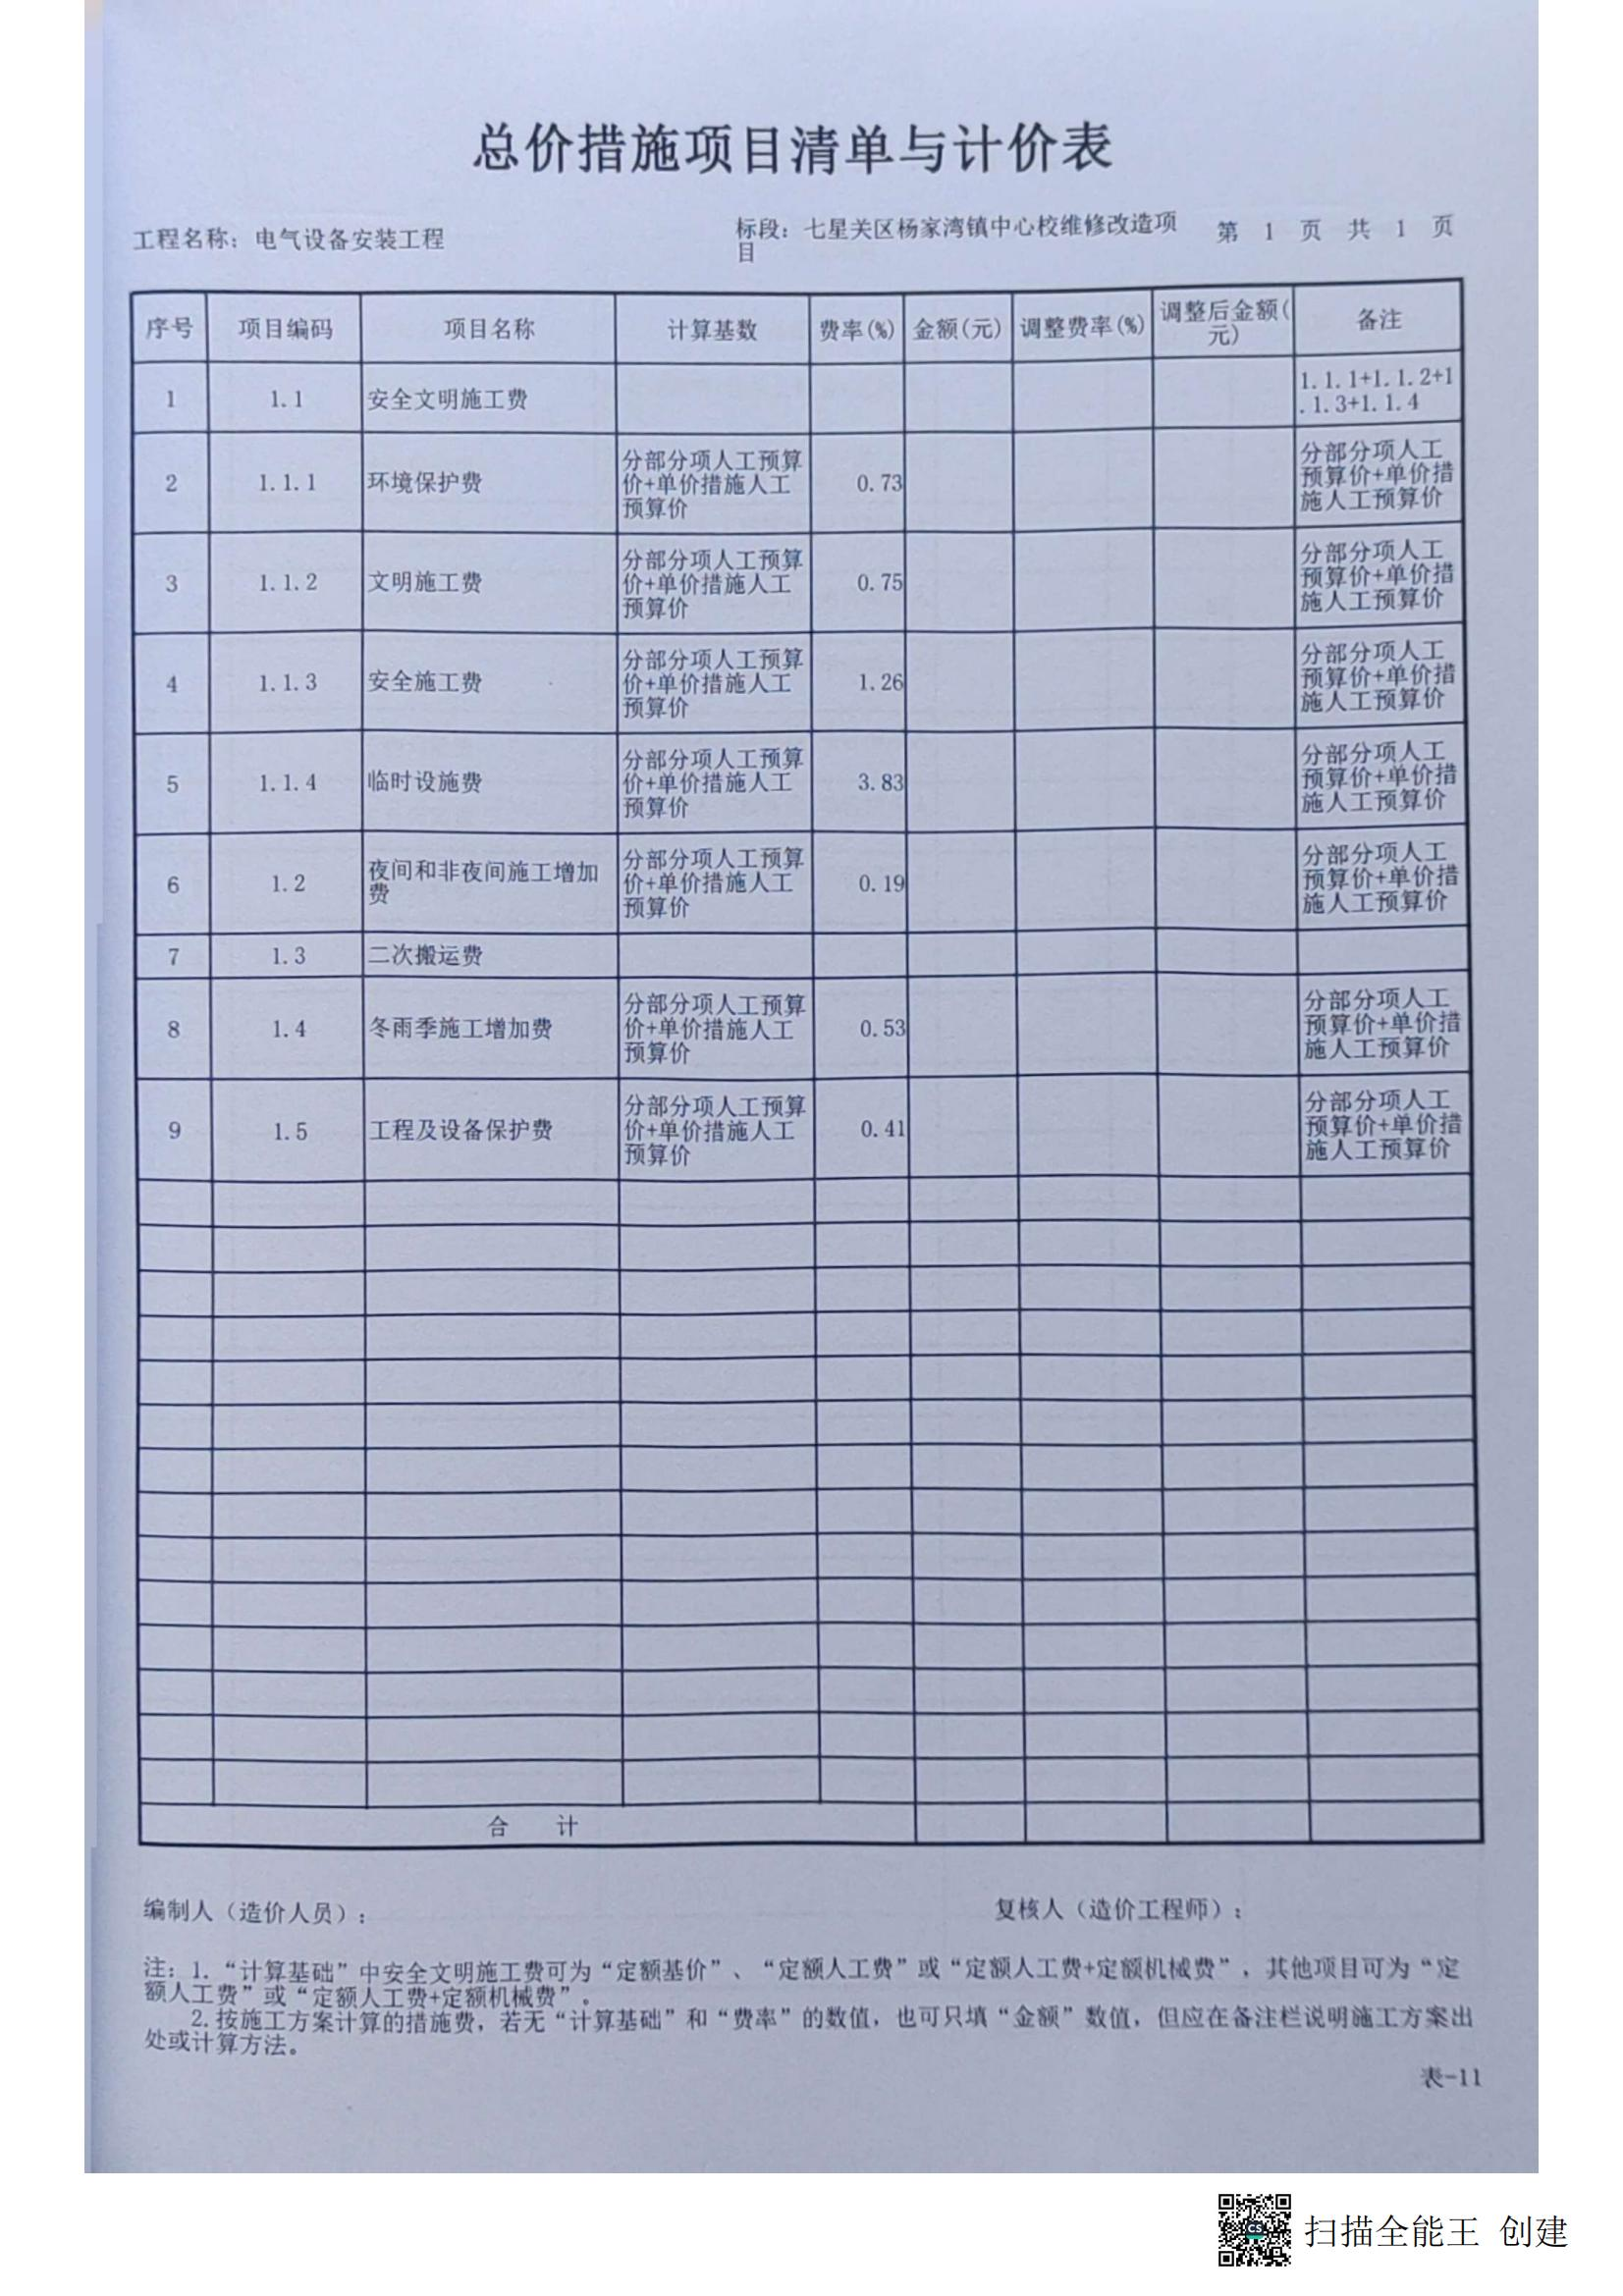 总价措施项目清单与计价表
工程名称：电气设备安装工程
标段：七星关区杨家湾镇中心校维修改造项
目
第 1 页 共 1 页
序号 项目编码 项目名称 计算基数 费率(%) 金额(元) 调整费率(%) 调整后金额( 备注
元)
1 1.1 安全文明施工费 1.1.1+1.1.2+1
.1.3+1.1.4
分部分项人工预算 分部分项人工
2 1.1.1 环境保护费 价+单价措施人工 0.73 预算价+单价措
预算价 施人工预算价
分部分项人工预算 分部分项人工
3 1.1.2 文明施工费 价+单价措施人工 0.75 预算价+单价措
预算价 施人工预算价
分部分项人工预算 分部分项人工
4 1.1.3 安全施工费 价+单价措施人工 1.26 预算价+单价措
预算价 施人工预算价
分部分项人工预算 分部分项人工
5 1.1.4 临时设施费 价+单价措施人工 3.83 预算价+单价措
预算价 施人工预算价
夜间和非夜间施工增加 分部分项人工预算 分部分项人工
6 1.2 费 价+单价措施人工 0.19 预算价+单价措
预算价 施人工预算价
7 1.3 二次搬运费
分部分项人工预算 分部分项人工
8 1.4 冬雨季施工增加费 价+单价措施人工 0.53 预算价+单价措
预算价 施人工预算价
分部分项人工预算 分部分项人工
9 1.5 工程及设备保护费 价+单价措施人工 0.41 预算价+单价措
预算价 施人工预算价
合 计
编制人（造价人员）： 复核人（造价工程师）：
注：1.“计算基础”中安全文明施工费可为“定额基价”、“定额人工费”或“定额人工费+定额机械费”，其他项目可为“定
额人工费”或“定额人工费+定额机械费”。
2.按施工方案计算的措施费，若无“计算基础”和“费率”的数值，也可只填“金额”数值，但应在备注栏说明施工方案出
处或计算方法。
表-11
CS
扫描全能王 创建